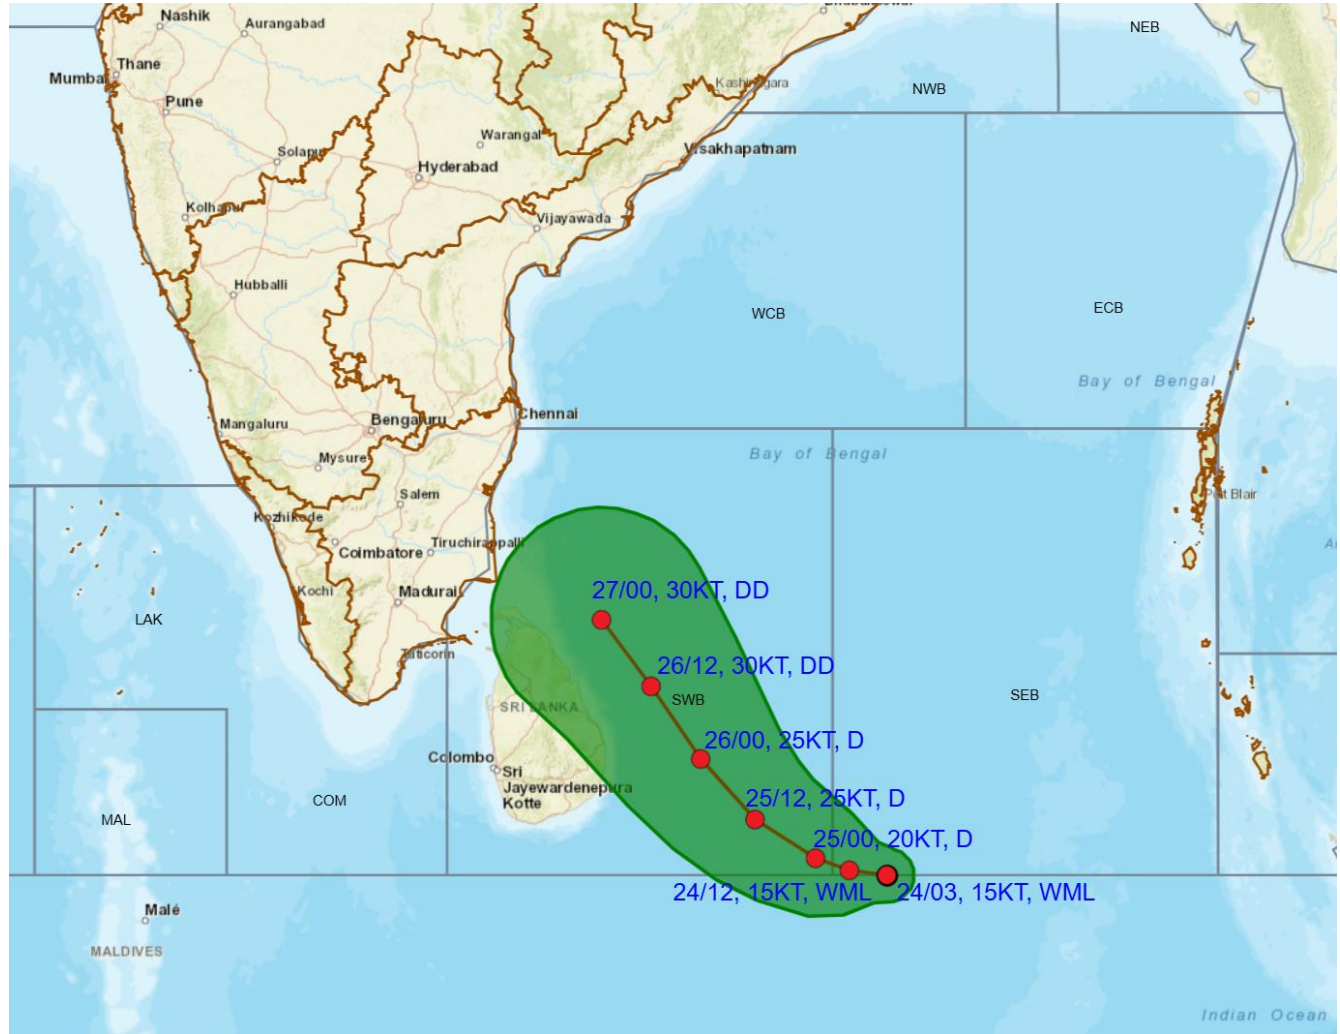 Nashik
Aurangabad
NEB
Thane
Mumbai
Kashinagara
NWB
Pune
Warangal
Visakhapatnam
Solapur
Hyderabad
Kolhapur
Vijayawada
Hubballi
WCB
ECB
Bay of Bengal
Chennai
Mangaluru
Bengaluru
Bay of Bengal
Mysore
Salem
Port Blair
Kozhikode
Coimbatore
Tiruchirappalli
Kochi
Madurai
27/00, 30KT, DD
LAK
Tuticorin
26/12, 30KT, DD
SWB
SEB
SRI LANKA
26/00, 25KT, D
Colombo
Sri
Jayewardenepura
Kotte
25/12, 25KT, D
COM
MAL
25/00, 20KT, D
24/12, 15KT, WML
24/03, 15KT, WML
Malé
MALDIVES
Indian Ocean